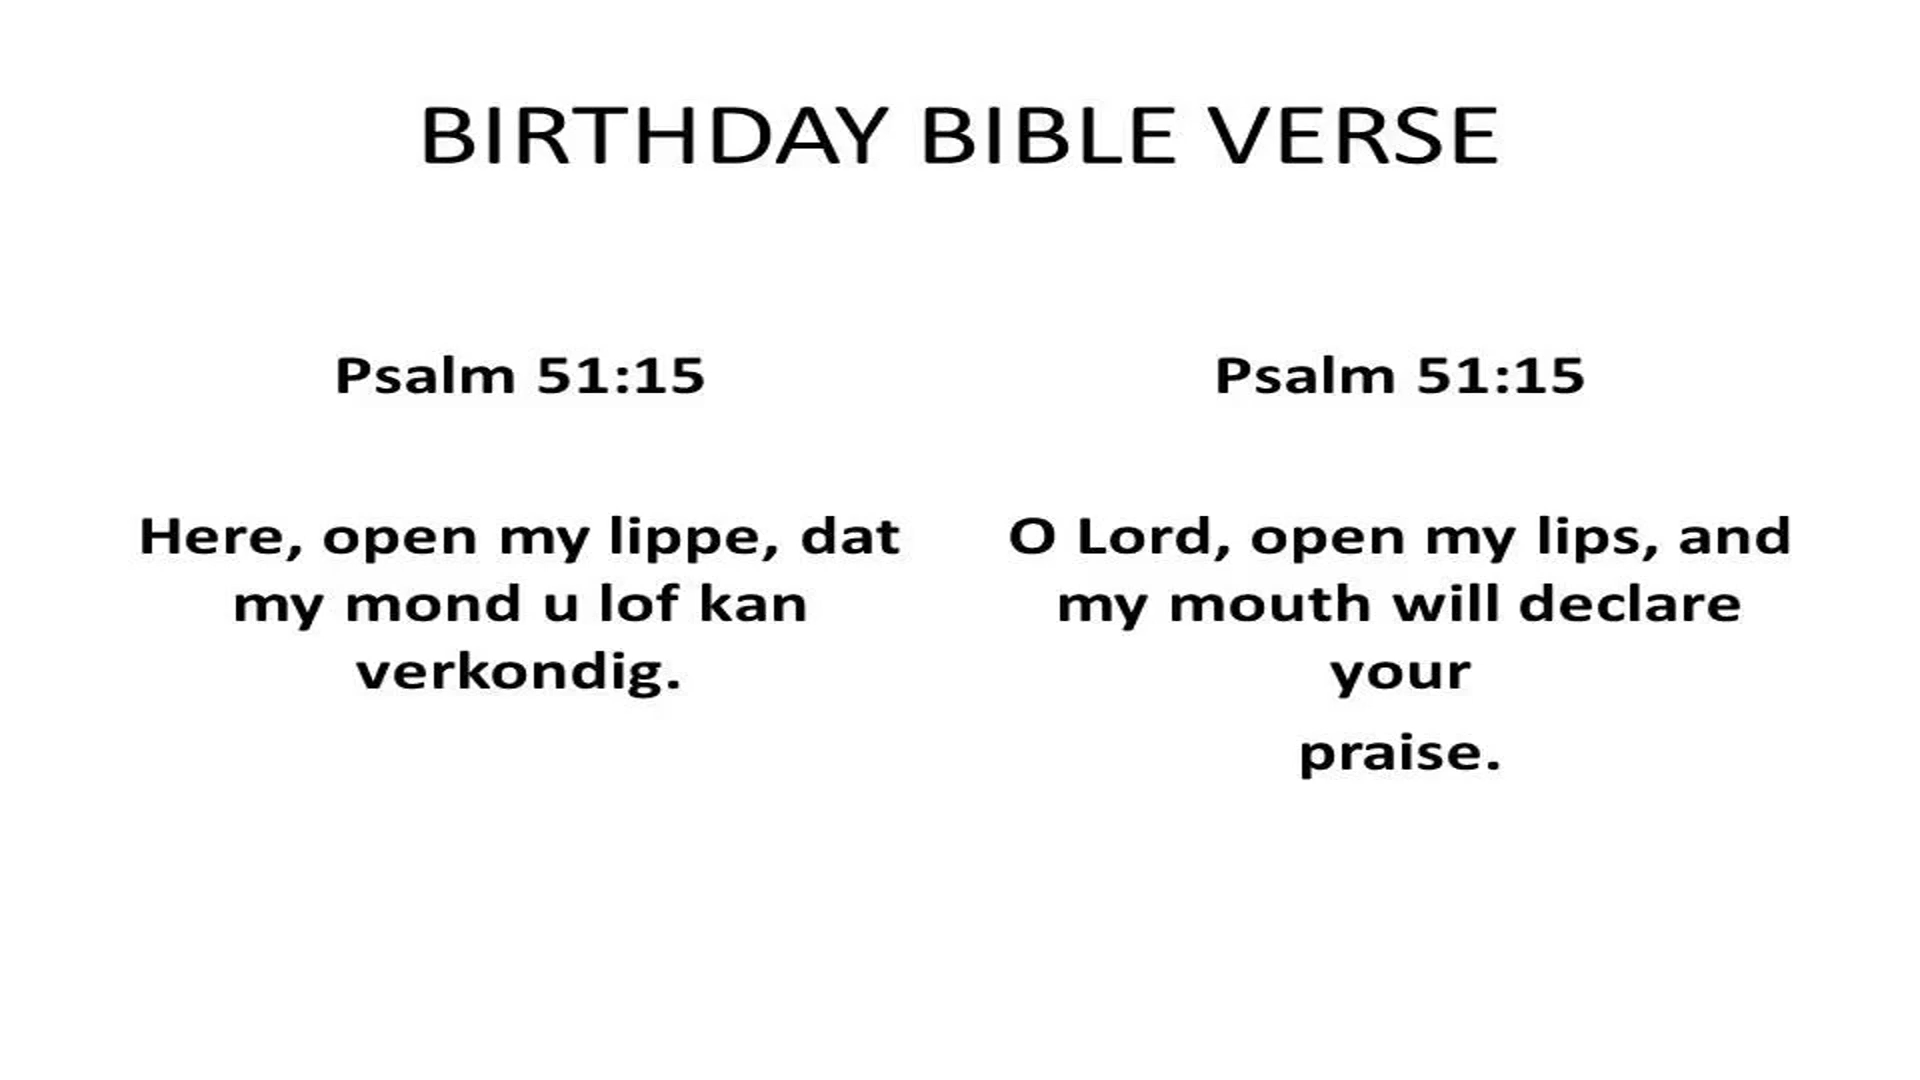 BIRTHDAY BIBLE VERSE
Psalm 51:15
Here, open my lippe, dat
my mond u lof kan
verkondig.
Psalm 51:15
O Lord, open my lips, and
my mouth will declare
your
praise.